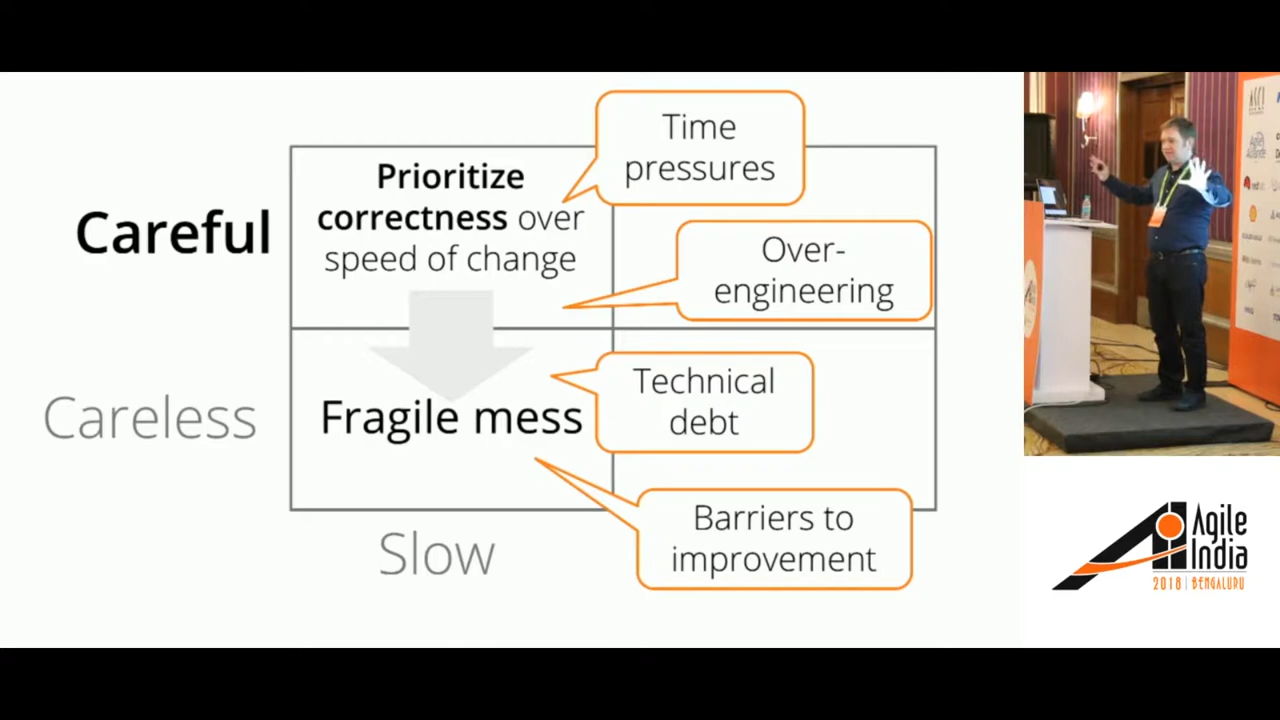 Time
pressures
Prioritize
correctness over
speed of change
Careful
Over-
engineering
Technical
debt
Careless
Fragile mess
Barriers to
improvement
Slow
ASCI
Agile
India
2018 | BENGALURU